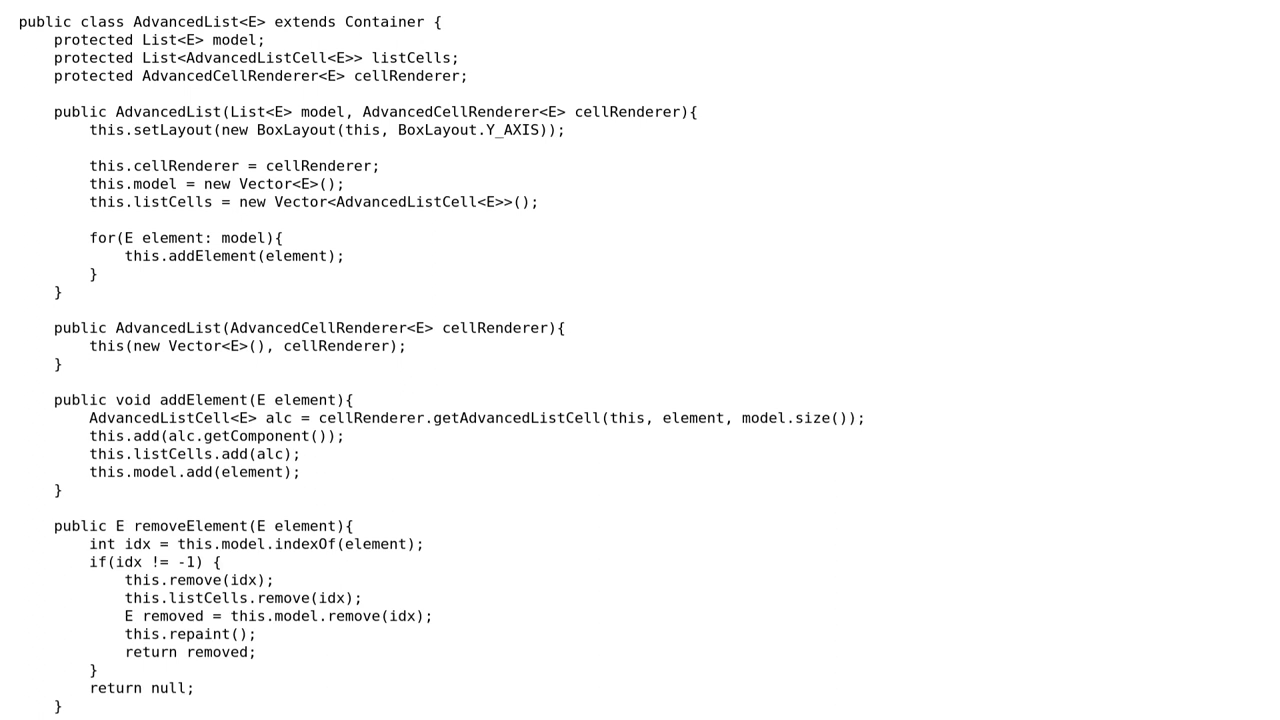 public class AdvancedList<E> extends Container {
    protected List<E> model;
    protected List<AdvancedListCell<E>> listCells;
    protected AdvancedCellRenderer<E> cellRenderer;

    public AdvancedList(List<E> model, AdvancedCellRenderer<E> cellRenderer){
        this.setLayout(new BoxLayout(this, BoxLayout.Y_AXIS));

        this.cellRenderer = cellRenderer;
        this.model = new Vector<E>();
        this.listCells = new Vector<AdvancedListCell<E>>();

        for(E element: model){
            this.addElement(element);
        }
    }

    public AdvancedList(AdvancedCellRenderer<E> cellRenderer){
        this(new Vector<E>(), cellRenderer);
    }

    public void addElement(E element){
        AdvancedListCell<E> alc = cellRenderer.getAdvancedListCell(this, element, model.size());
        this.add(alc.getComponent());
        this.listCells.add(alc);
        this.model.add(element);
    }

    public E removeElement(E element){
        int idx = this.model.indexOf(element);
        if(idx != -1) {
            this.remove(idx);
            this.listCells.remove(idx);
            E removed = this.model.remove(idx);
            this.repaint();
            return removed;
        }
        return null;
    }